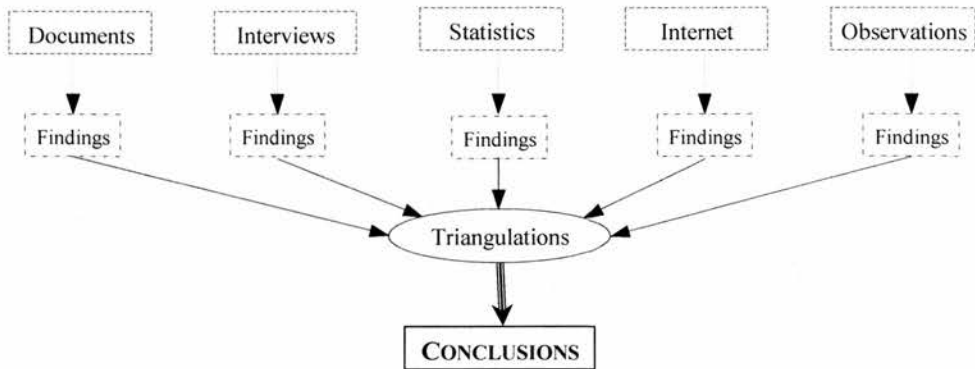 Documents Interviews Statistics Internet Observations
Findings Findings Findings Findings Findings
Triangulations
CONCLUSIONS